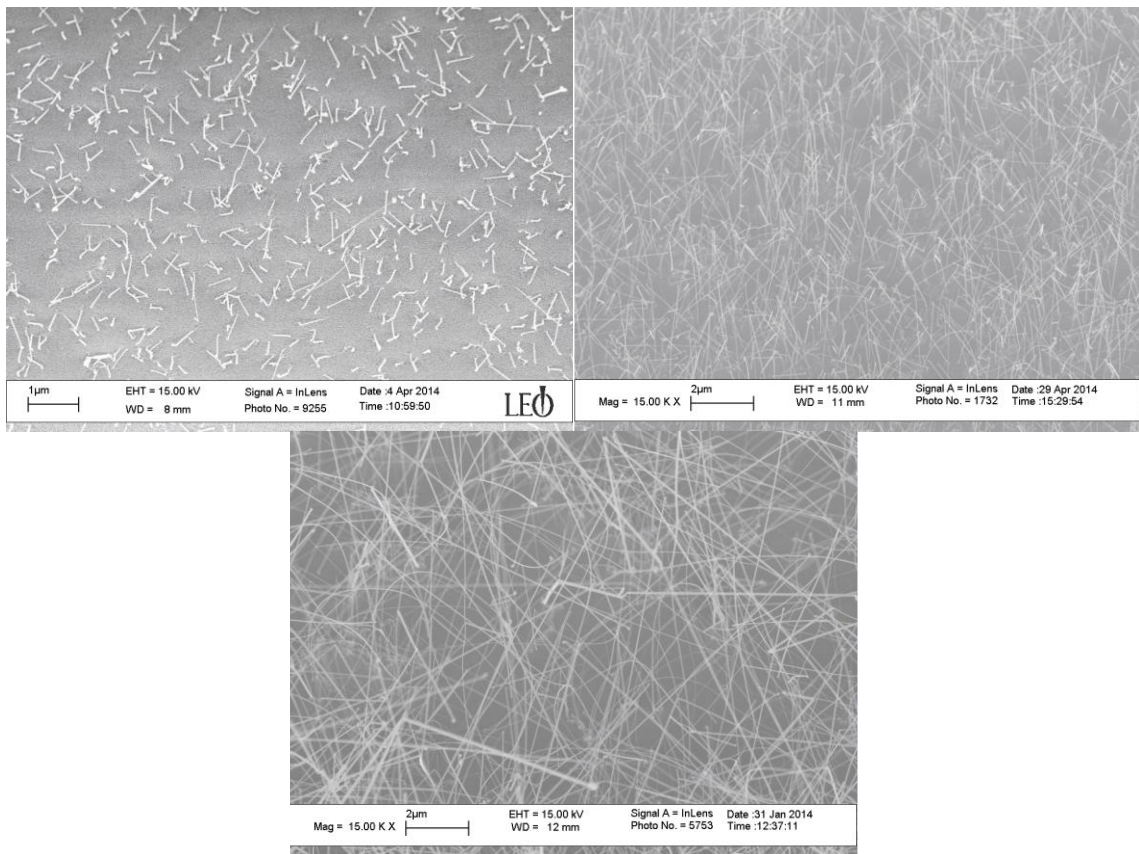 1µm
EHT = 15.00 kV Signal A = InLens Date :4 Apr 2014
WD = 8 mm Photo No. = 9255 Time :10:59:50
LEO
2µm
Mag = 15.00 K X
EHT = 15.00 kV Signal A = InLens Date :29 Apr 2014
WD = 11 mm Photo No. = 1732 Time :15:29:54
2µm
Mag = 15.00 K X
EHT = 15.00 kV Signal A = InLens Date :31 Jan 2014
WD = 12 mm Photo No. = 5753 Time :12:37:11